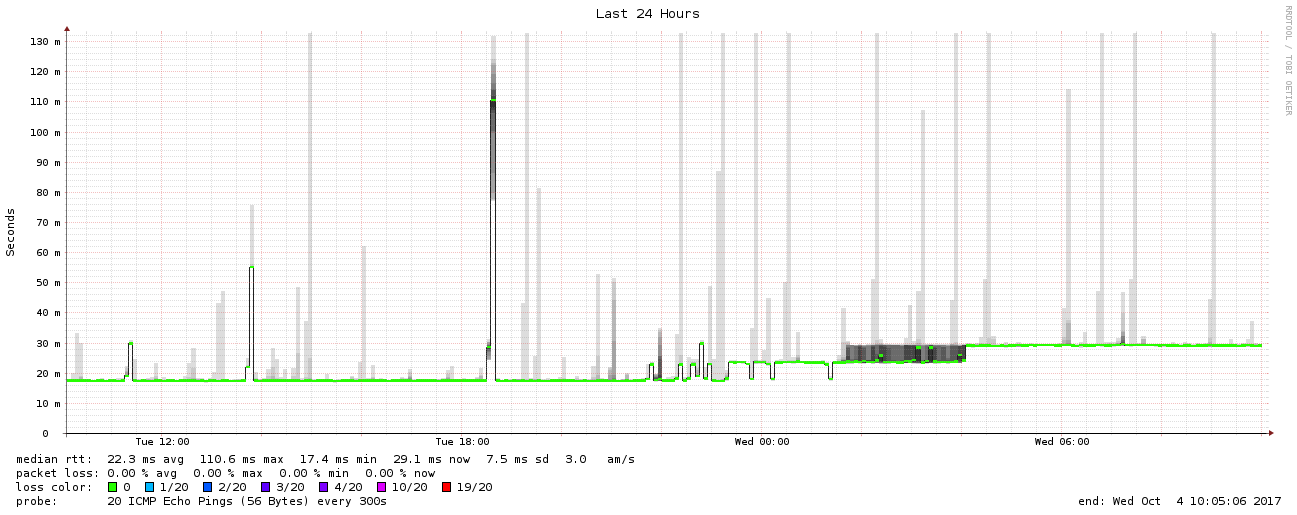 Last 24 Hours
RRDTOOL / TOBI OETIKER
Seconds
130 m
120 m
110 m
100 m
90 m
80 m
70 m
60 m
50 m
40 m
30 m
20 m
10 m
0
Tue 12:00 Tue 18:00 Wed 00:00 Wed 06:00
median rtt: 22.3 ms avg 110.6 ms max 17.4 ms min 29.1 ms now 7.5 ms sd 3.0 am/s
packet loss: 0.00 % avg 0.00 % max 0.00 % min 0.00 % now
loss color: 0 1/20 2/20 3/20 4/20 10/20 19/20
probe: 20 ICMP Echo Pings (56 Bytes) every 300s end: Wed Oct 4 10:05:06 2017